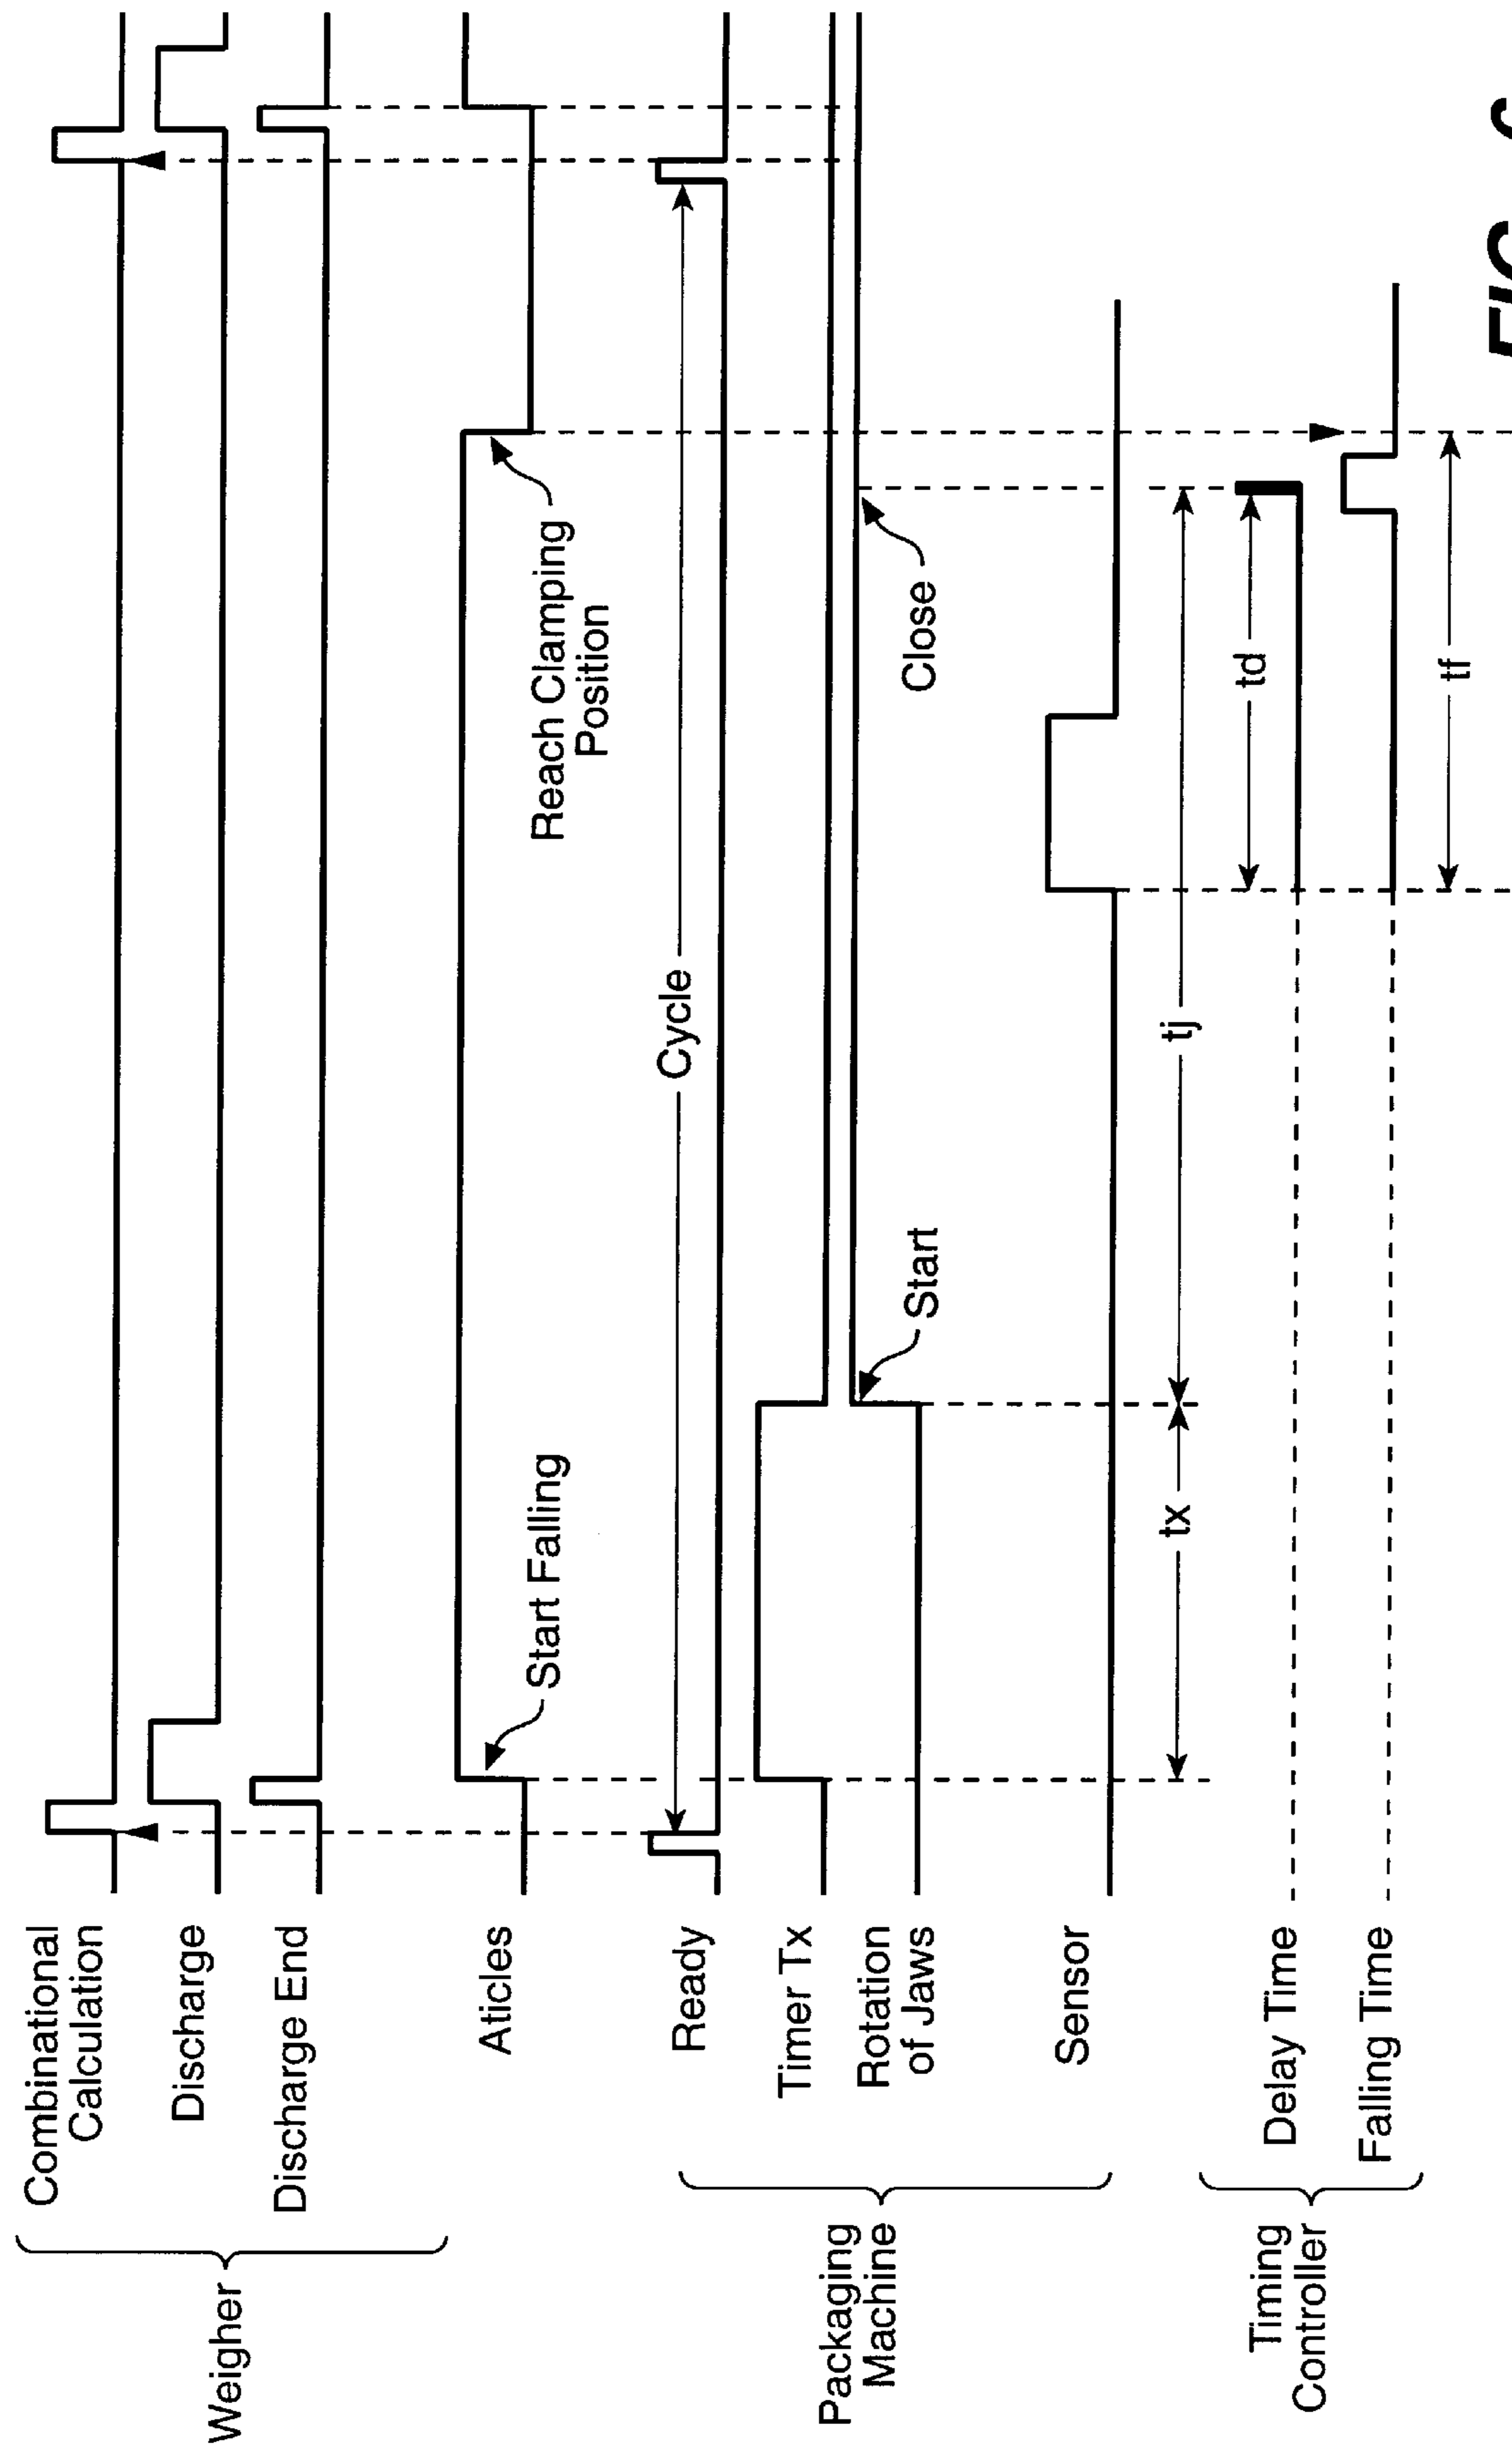 Weigher
Combinational
Calculation
Discharge
Discharge End
Aticles
Start Falling
Reach Clamping
Position
Packaging
Machine
Ready
Cycle
Timer Tx
Rotation
of Jaws
Start
Close
Sensor
tx
tj
Timing
Controller
Delay Time
td
Falling Time
tf